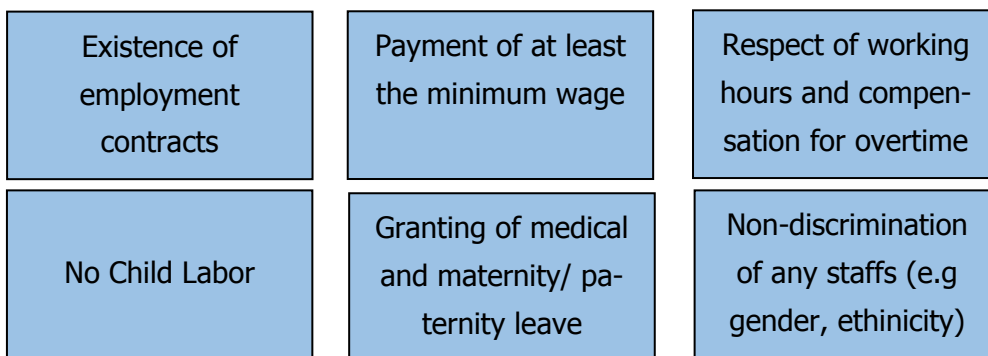 Existence of
employment
contracts
Payment of at least
the minimum wage
Respect of working
hours and compen-
sation for overtime
No Child Labor
Granting of medical
and maternity/ pa-
ternity leave
Non-discrimination
of any staffs (e.g
gender, ethinicity)